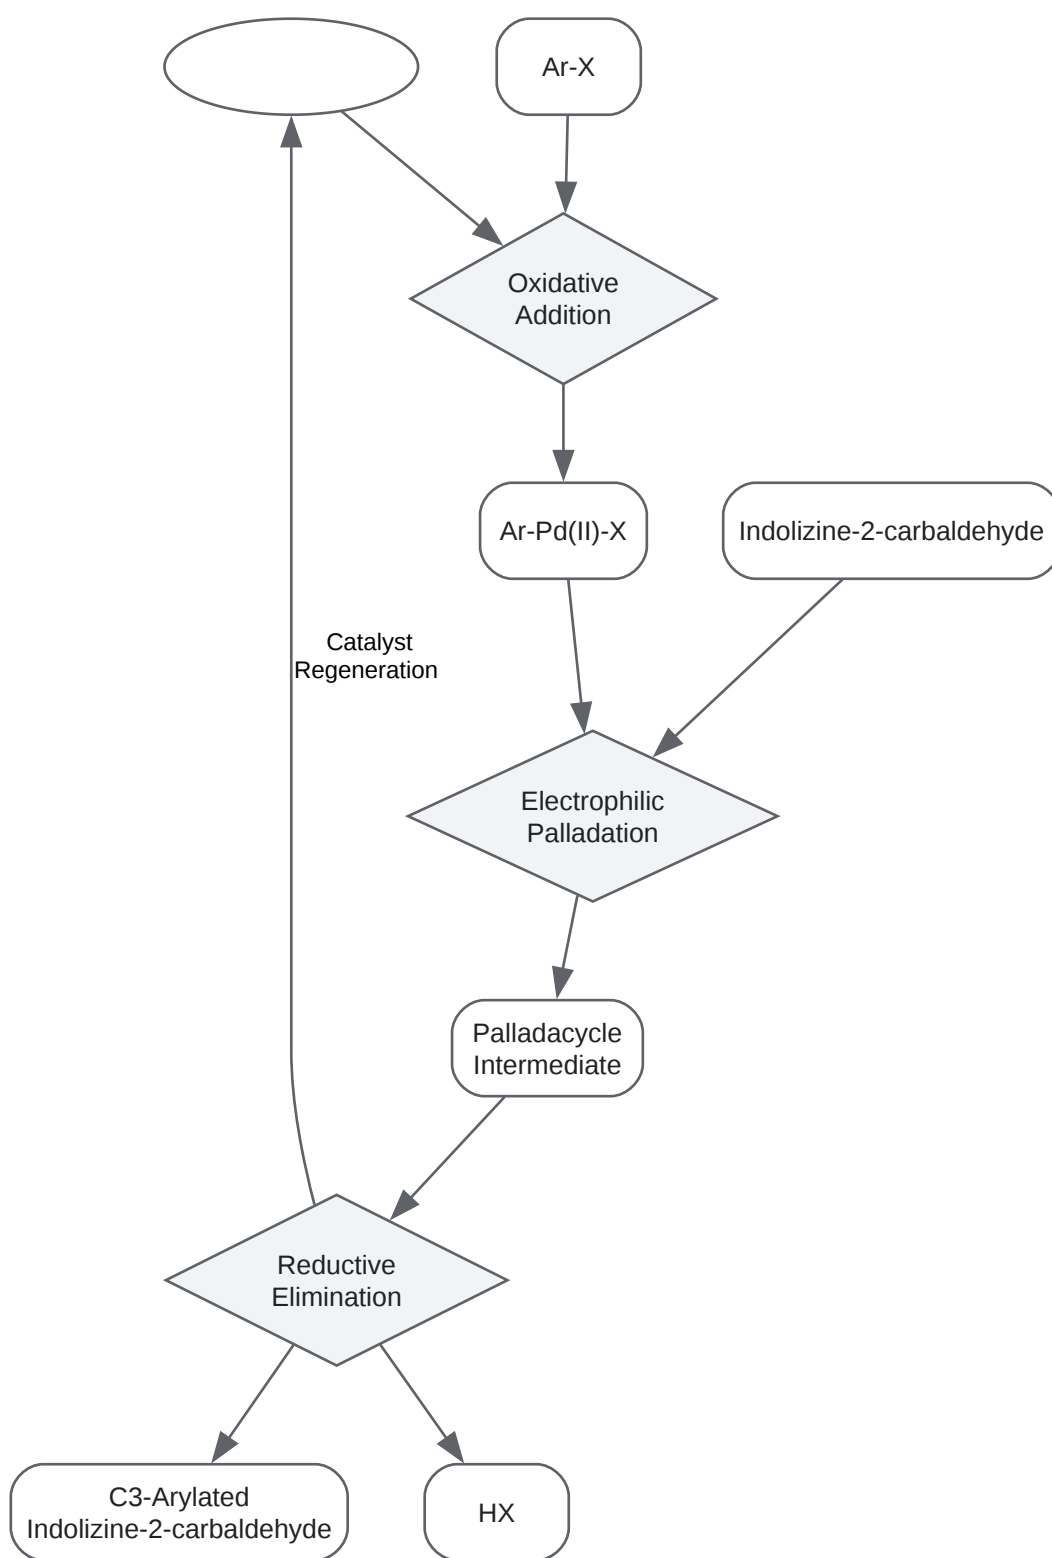 Ar-X
Oxidative
Addition
Ar-Pd(II)-X
Indolizine-2-carbaldehyde
Catalyst
Regeneration
Electrophilic
Palladation
Palladacycle
Intermediate
Reductive
Elimination
C3-Arylated
Indolizine-2-carbaldehyde
HX